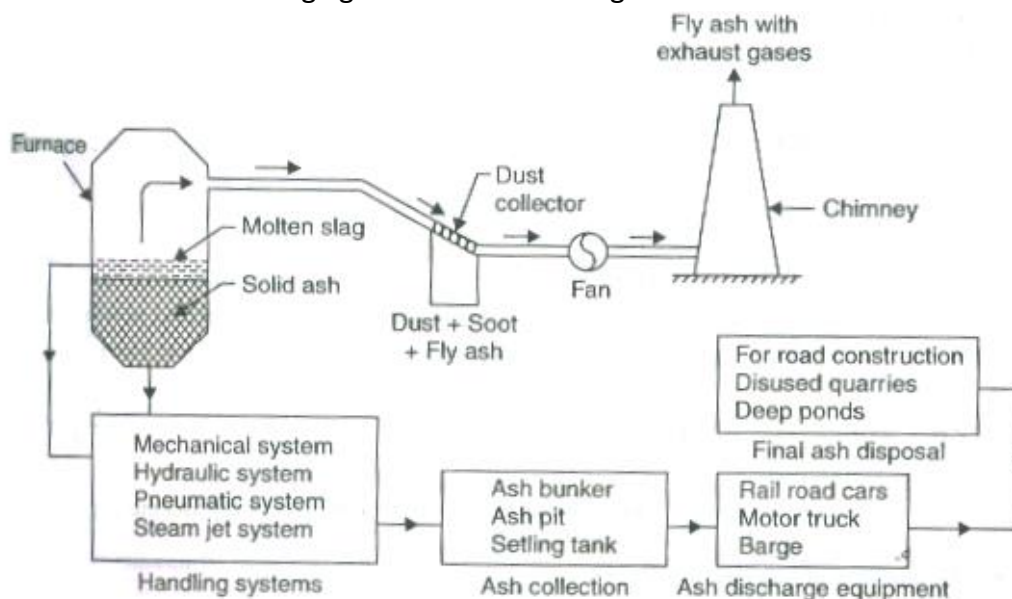 Fly ash with
exhaust gases
Furnace
Dust
collector
Chimney
Molten slag
Solid ash
Fan
Dust + Soot
+ Fly ash
For road construction
Disused quarries
Deep ponds
Final ash disposal
Mechanical system
Hydraulic system
Pneumatic system
Steam jet system
Handling systems
Ash bunker
Ash pit
Setling tank
Ash collection
Rail road cars
Motor truck
Barge
Ash discharge equipment